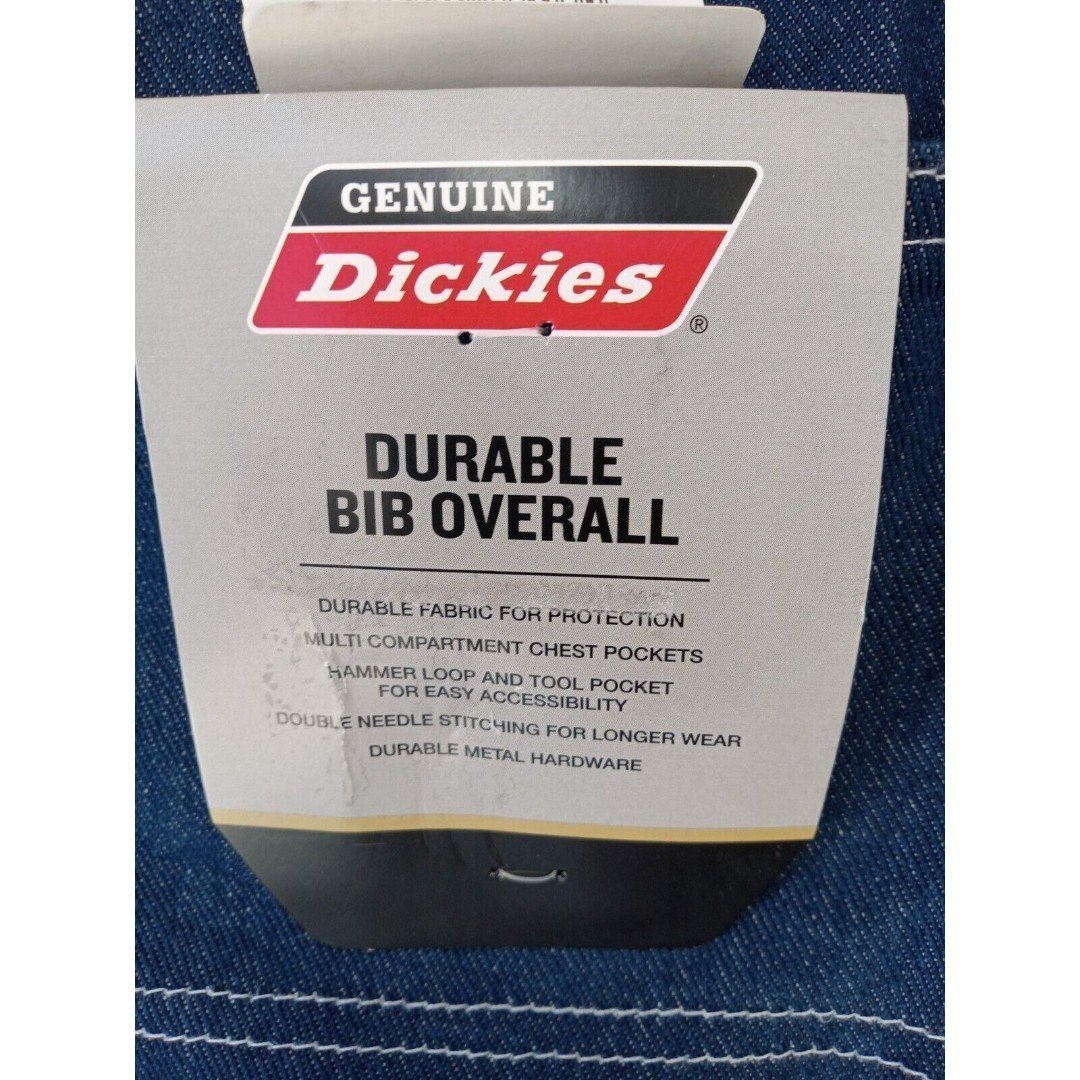 GENUINE
Dickies
®
DURABLE
BIB OVERALL
DURABLE FABRIC FOR PROTECTION
MULTI COMPARTMENT CHEST POCKETS
HAMMER LOOP AND TOOL POCKET
FOR EASY ACCESSIBILITY
DOUBLE NEEDLE STITCHING FOR LONGER WEAR
DURABLE METAL HARDWARE